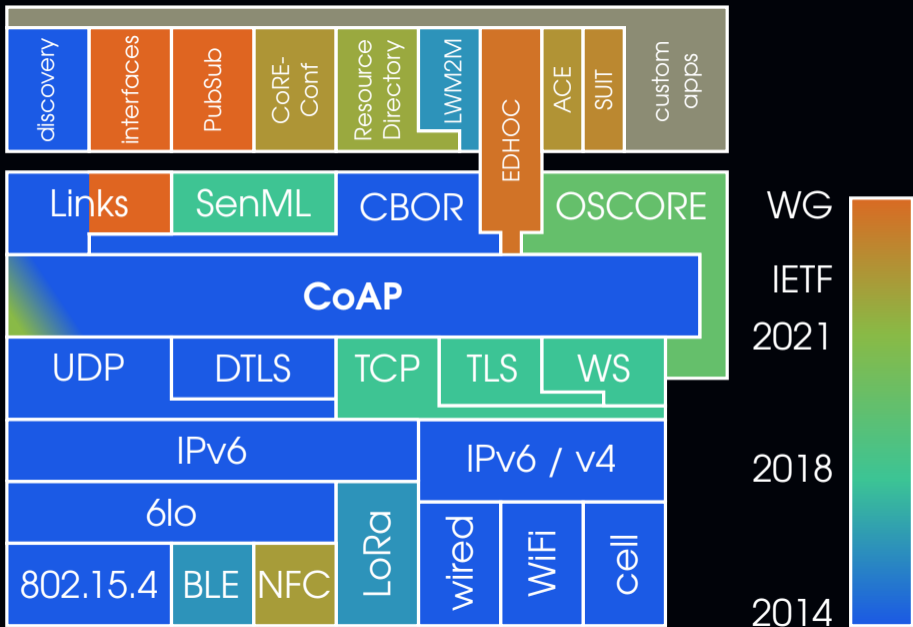 discovery
interfaces
PubSub
CoRE-
Conf
Resource
Directory
LWM2M
EDHOC
ACE
SUIT
custom
apps
Links
SenML
CBOR
OSCORE
CoAP
UDP
DTLS
TCP
TLS
WS
IPv6
IPv6 / v4
6lo
LoRa
wired
WiFi
cell
802.15.4
BLE
NFC
WG
IETF
2021
2018
2014